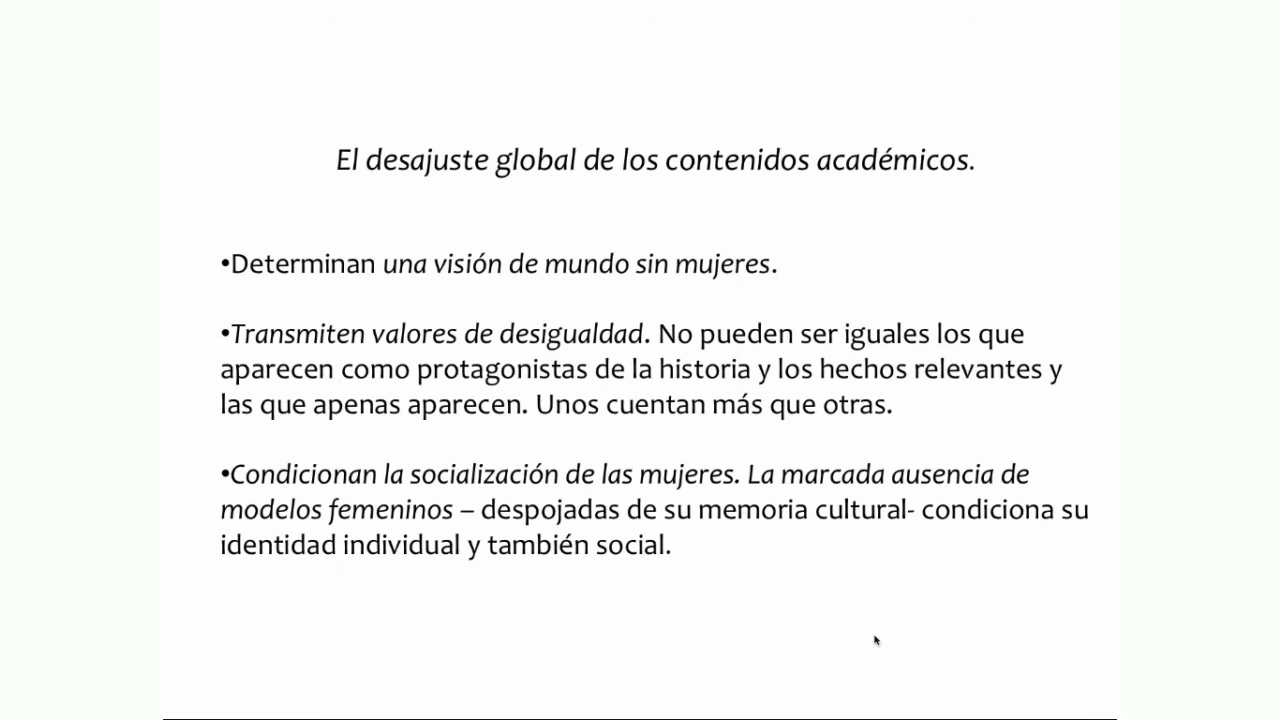 El desajuste global de los contenidos académicos.
•Determinan una visión de mundo sin mujeres.
•Transmiten valores de desigualdad. No pueden ser iguales los que
aparecen como protagonistas de la historia y los hechos relevantes y
las que apenas aparecen. Unos cuentan más que otras.
•Condicionan la socialización de las mujeres. La marcada ausencia de
modelos femeninos – despojadas de su memoria cultural- condiciona su
identidad individual y también social.